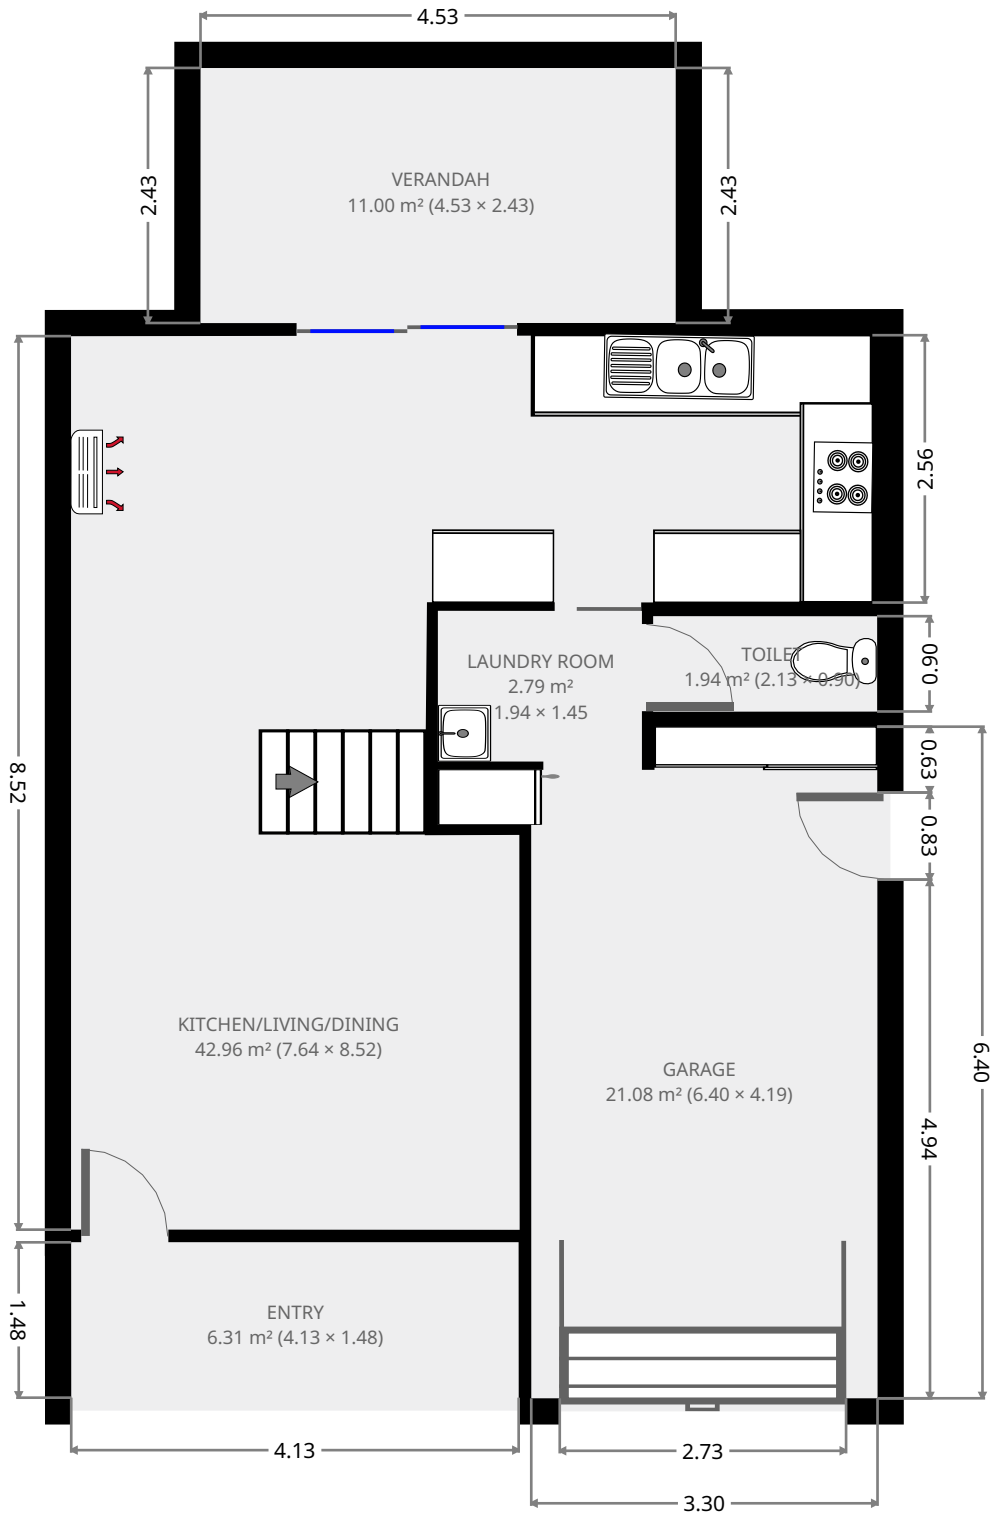 4.53
2.43
2.43
VERANDAH
11.00 m² (4.53 × 2.43)
2.56
LAUNDRY ROOM
2.79 m²
1.94 × 1.45
TOILET
1.94 m² (2.13 × 0.90)
0.90
0.63
0.83
8.52
KITCHEN/LIVING/DINING
42.96 m² (7.64 × 8.52)
GARAGE
21.08 m² (6.40 × 4.19)
6.40
4.94
ENTRY
6.31 m² (4.13 × 1.48)
1.48
4.13
2.73
3.30